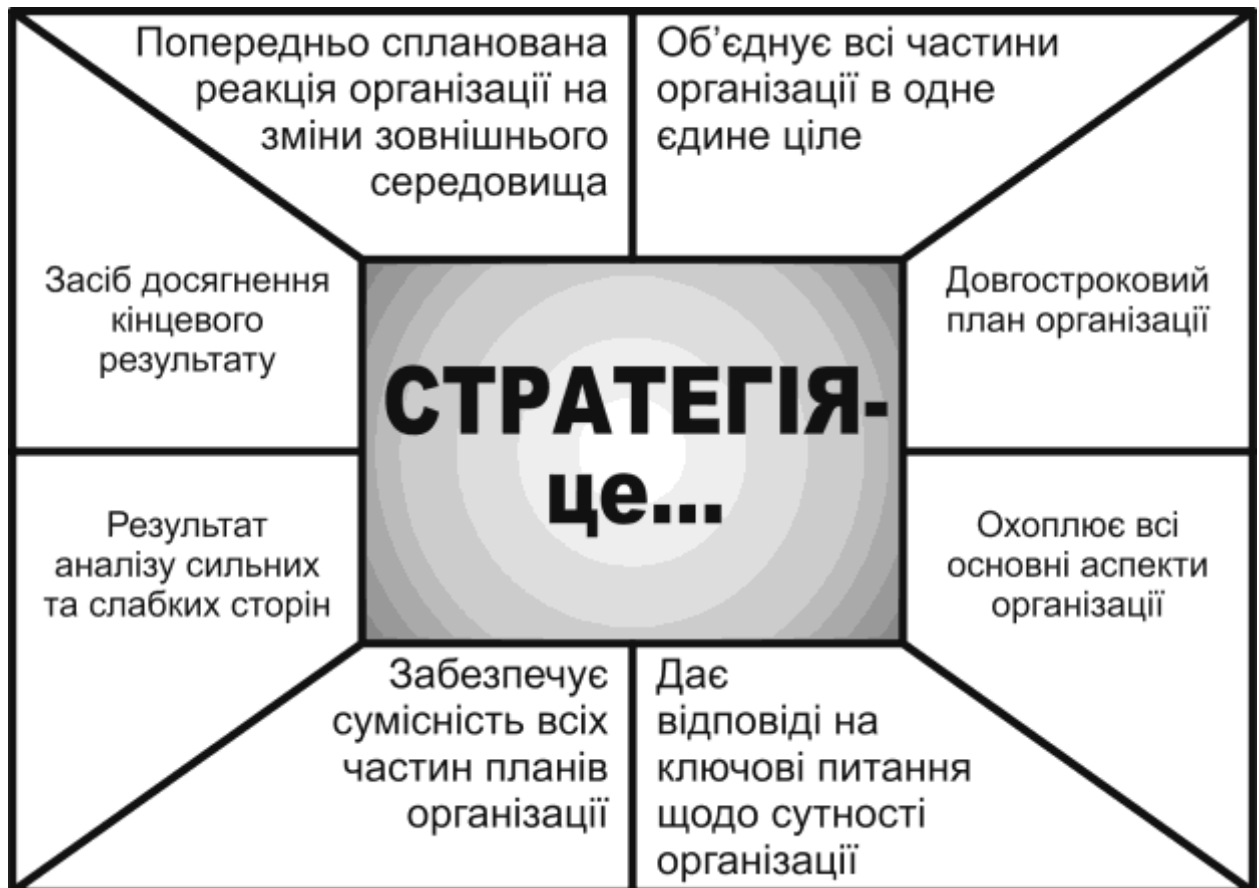 Попередньо спланована
реакція організації на
зміни зовнішнього
середовища
Об’єднує всі частини
організації в одне
єдине ціле
Засіб досягнення
кінцевого
результату
Довгостроковий
план організації
СТРАТЕГІЯ-
це...
Результат
аналізу сильних
та слабких сторін
Охоплює всі
основні аспекти
організації
Забезпечує
сумісність всіх
частин планів
організації
Дає
відповіді на
ключові питання
щодо сутності
організації